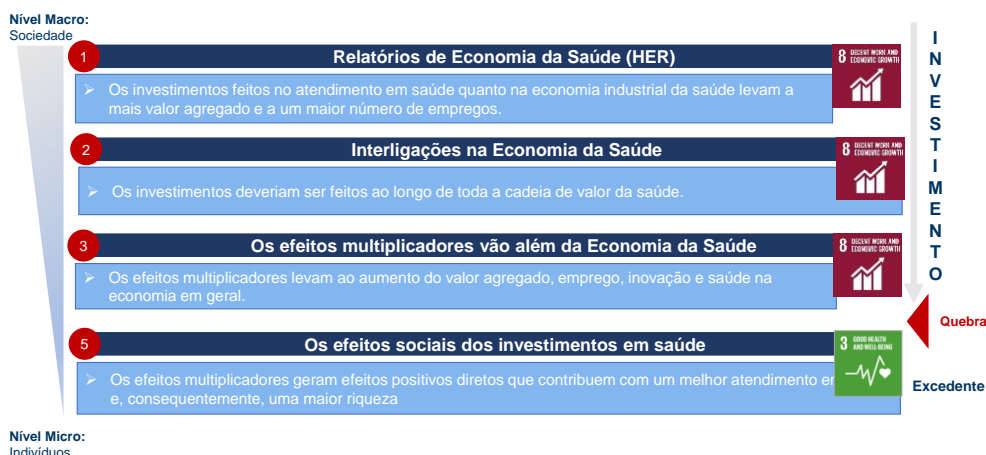 Nível Macro:
Sociedade
1
Relatórios de Economia da Saúde (HER)
8 DECENT WORK AND
ECONOMIC GROWTH
➢ Os investimentos feitos no atendimento em saúde quanto na economia industrial da saúde levam a
mais valor agregado e a um maior número de empregos.
2
Interligações na Economia da Saúde
8 DECENT WORK AND
ECONOMIC GROWTH
➢ Os investimentos deveriam ser feitos ao longo de toda a cadeia de valor da saúde.
3
Os efeitos multiplicadores vão além da Economia da Saúde
8 DECENT WORK AND
ECONOMIC GROWTH
➢ Os efeitos multiplicadores levam ao aumento do valor agregado, emprego, inovação e saúde na
economia em geral.
5
Os efeitos sociais dos investimentos em saúde
3 GOOD HEALTH
AND WELL-BEING
➢ Os efeitos multiplicadores geram efeitos positivos diretos que contribuem com um melhor atendimento
e, consequentemente, uma maior riqueza
I
N
V
E
S
T
I
M
E
N
T
O
Quebra
Excedente
Nível Micro:
Indivíduos